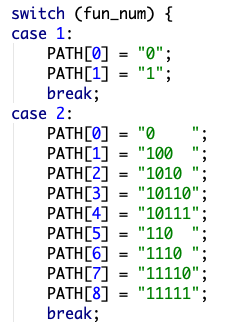 switch (fun_num) {
case 1:
    PATH[0] = "0";
    PATH[1] = "1";
    break;
case 2:
    PATH[0] = "0    ";
    PATH[1] = "100  ";
    PATH[2] = "1010 ";
    PATH[3] = "10110";
    PATH[4] = "10111";
    PATH[5] = "110  ";
    PATH[6] = "1110 ";
    PATH[7] = "11110";
    PATH[8] = "11111";
    break;